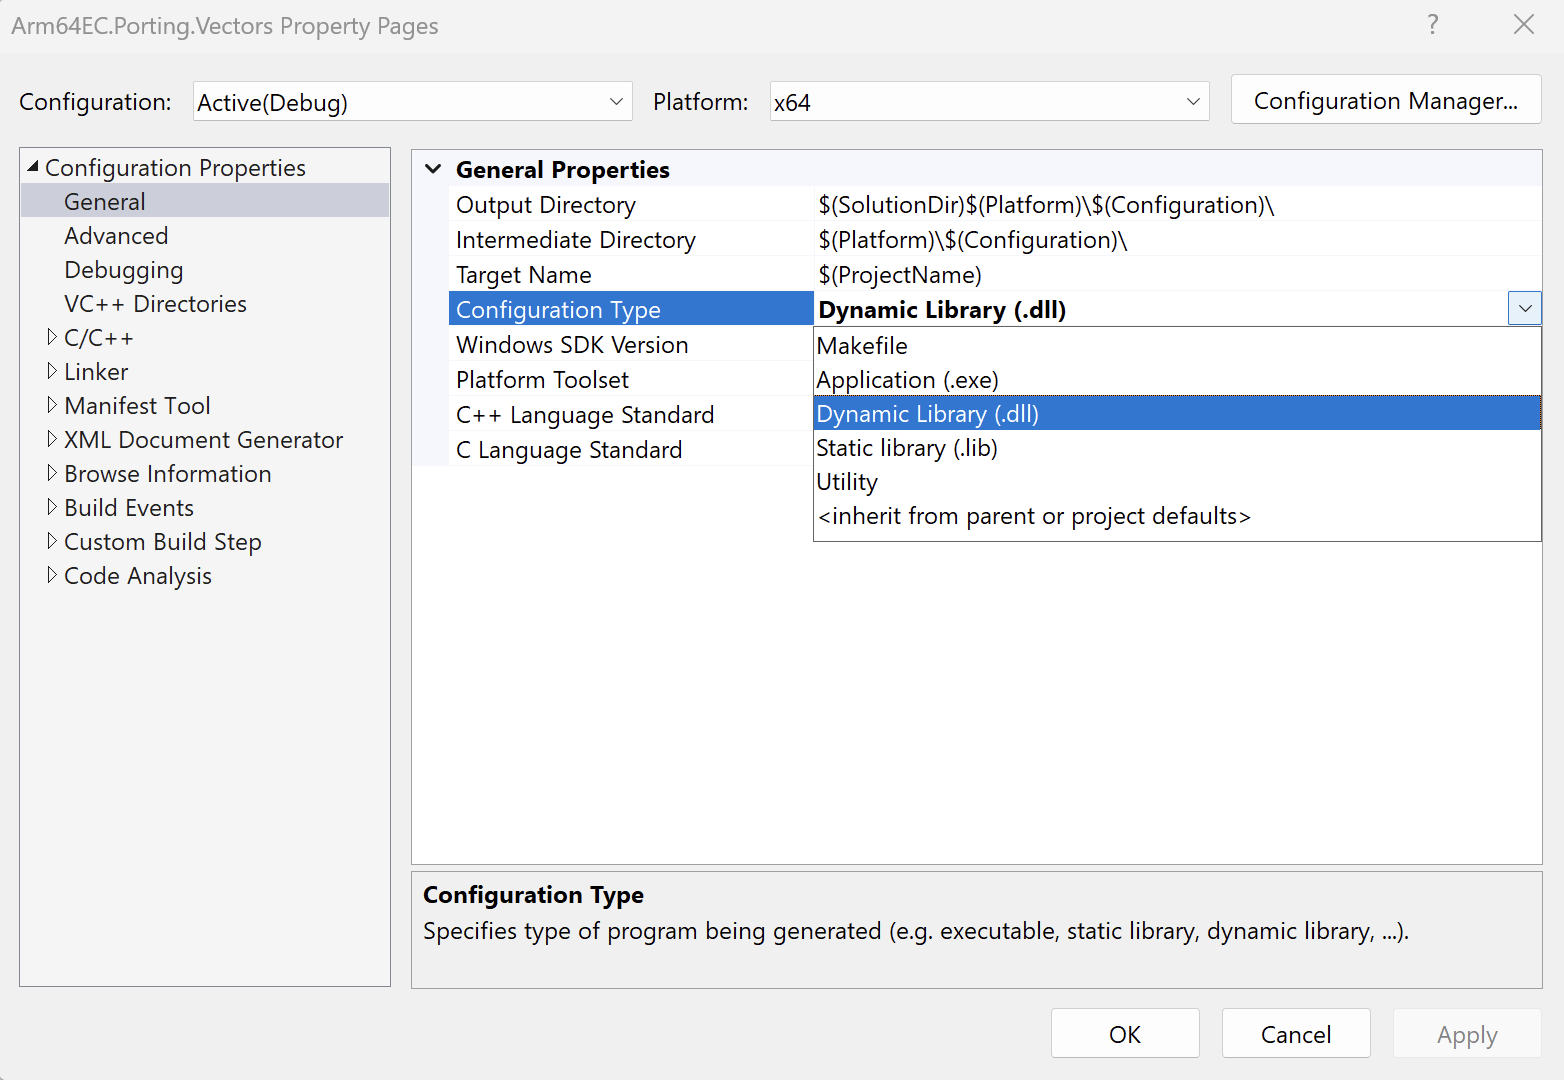 Arm64EC.Porting.Vectors Property Pages ?
Configuration: Active(Debug) Platform: x64 Configuration Manager...
Configuration Properties
General
Advanced
Debugging
VC++ Directories
C/C++
Linker
Manifest Tool
XML Document Generator
Browse Information
Build Events
Custom Build Step
Code Analysis
General Properties
Output Directory $(SolutionDir)$(Platform)\$(Configuration)\
Intermediate Directory $(Platform)\$(Configuration)\
Target Name $(ProjectName)
Configuration Type Dynamic Library (.dll)
Windows SDK Version
Platform Toolset
C++ Language Standard
C Language Standard
Makefile
Application (.exe)
Dynamic Library (.dll)
Static library (.lib)
Utility
<inherit from parent or project defaults>
Configuration Type
Specifies type of program being generated (e.g. executable, static library, dynamic library, ...).
OK Cancel Apply